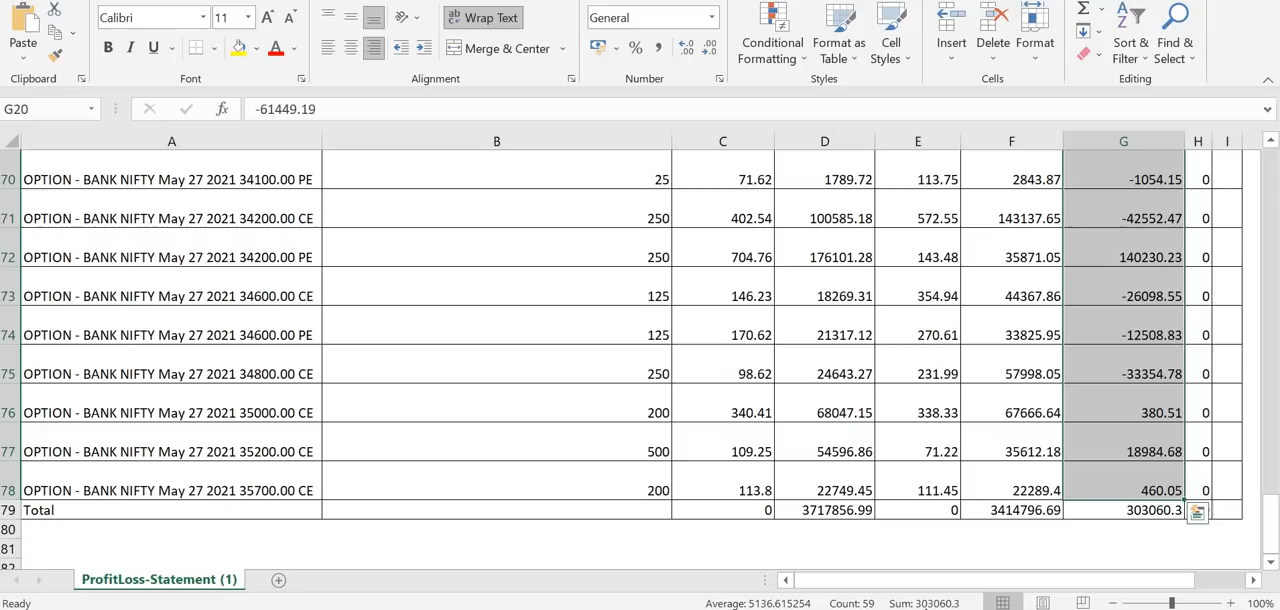 Calibri 11 A A Wrap Text General
Paste B I U A Merge & Center % , Conditional Formatting Format as Table Cell Styles Insert Delete Format Sort & Filter Find & Select
Clipboard Font Alignment Number Styles Cells Editing
G20 fx -61449.19
A B C D E F G H I
70 OPTION - BANK NIFTY May 27 2021 34100.00 PE 25 71.62 1789.72 113.75 2843.87 -1054.15 0
71 OPTION - BANK NIFTY May 27 2021 34200.00 CE 250 402.54 100585.18 572.55 143137.65 -42552.47 0
72 OPTION - BANK NIFTY May 27 2021 34200.00 PE 250 704.76 176101.28 143.48 35871.05 140230.23 0
73 OPTION - BANK NIFTY May 27 2021 34600.00 CE 125 146.23 18269.31 354.94 44367.86 -26098.55 0
74 OPTION - BANK NIFTY May 27 2021 34600.00 PE 125 170.62 21317.12 270.61 33825.95 -12508.83 0
75 OPTION - BANK NIFTY May 27 2021 34800.00 CE 250 98.62 24643.27 231.99 57998.05 -33354.78 0
76 OPTION - BANK NIFTY May 27 2021 35000.00 CE 200 340.41 68047.15 338.33 67666.64 380.51 0
77 OPTION - BANK NIFTY May 27 2021 35200.00 CE 500 109.25 54596.86 71.22 35612.18 18984.68 0
78 OPTION - BANK NIFTY May 27 2021 35700.00 CE 200 113.8 22749.45 111.45 22289.4 460.05 0
79 Total 0 3717856.99 0 3414796.69 303060.3
80
81
82
ProfitLoss-Statement (1)
Ready Average: 5136.615254 Count: 59 Sum: 303060.3 100%